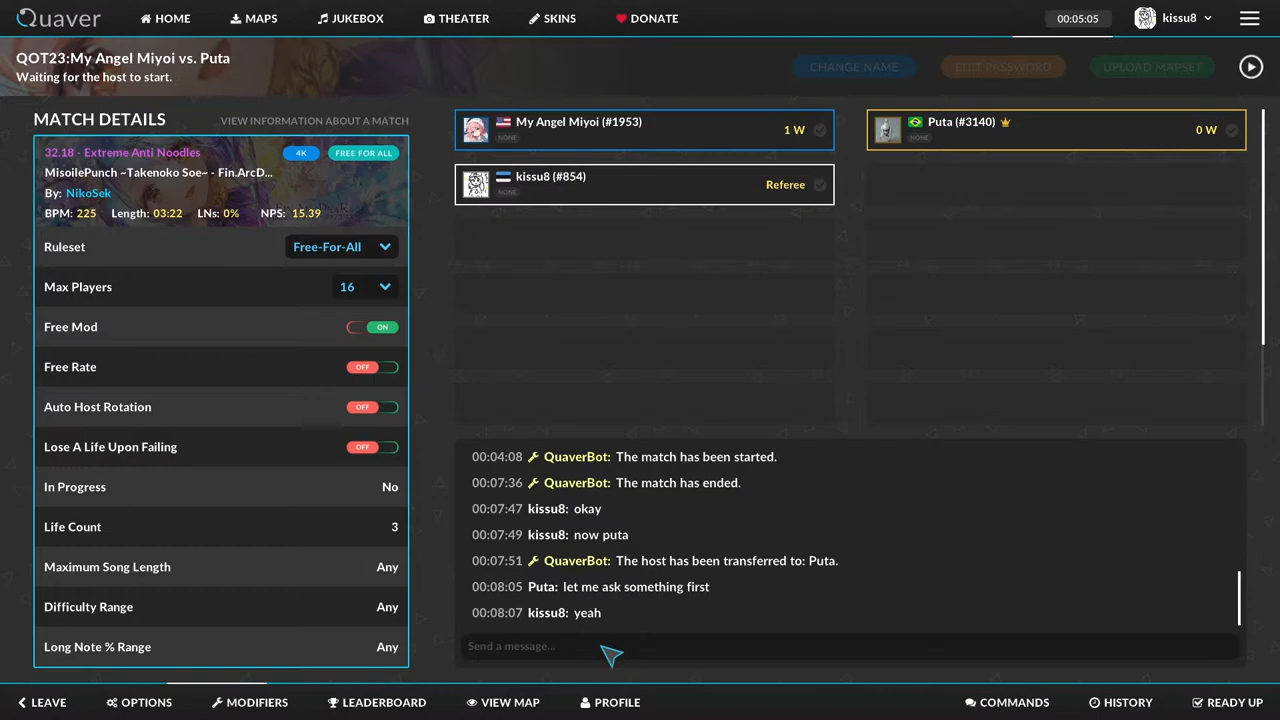 Quaver
HOME
MAPS
JUKEBOX
THEATER
SKINS
DONATE
00:05:05
kissu8
QOT23:My Angel Miyoi vs. Puta
Waiting for the host to start.
CHANGE NAME
EDIT PASSWORD
UPLOAD MAPSET
MATCH DETAILS
VIEW INFORMATION ABOUT A MATCH
32.18 - Extreme Anti Noodles
4K
FREE FOR ALL
MisoilePunch ~Takenoko Soe~ - Fin.ArcD...
By: NikoSek
BPM: 225 Length: 03:22 LNs: 0% NPS: 15.39
Ruleset
Free-For-All
Max Players
16
Free Mod
ON
Free Rate
OFF
Auto Host Rotation
OFF
Lose A Life Upon Failing
OFF
In Progress
No
Life Count
3
Maximum Song Length
Any
Difficulty Range
Any
Long Note % Range
Any
My Angel Miyoi (#1953)
NONE
1 W
Puta (#3140)
NONE
0 W
kissu8 (#854)
NONE
Referee
00:04:08 QuaverBot: The match has been started.
00:07:36 QuaverBot: The match has ended.
00:07:47 kissu8: okay
00:07:49 kissu8: now puta
00:07:51 QuaverBot: The host has been transferred to: Puta.
00:08:05 Puta: let me ask something first
00:08:07 kissu8: yeah
Send a message...
LEAVE
OPTIONS
MODIFIERS
LEADERBOARD
VIEW MAP
PROFILE
COMMANDS
HISTORY
READY UP